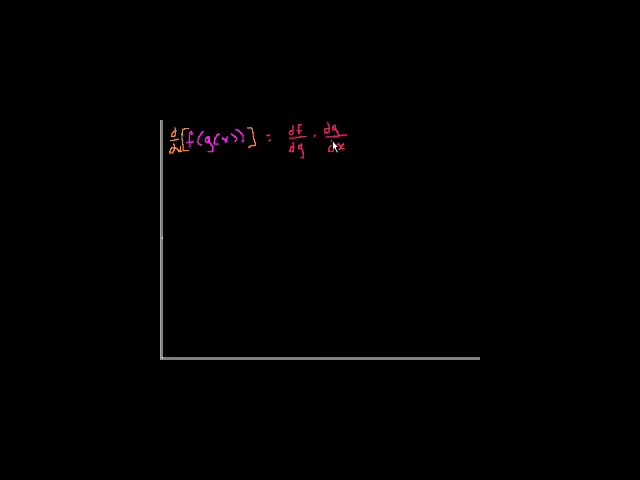 d/dx [f(g(x))] = df/dg · dg/dx